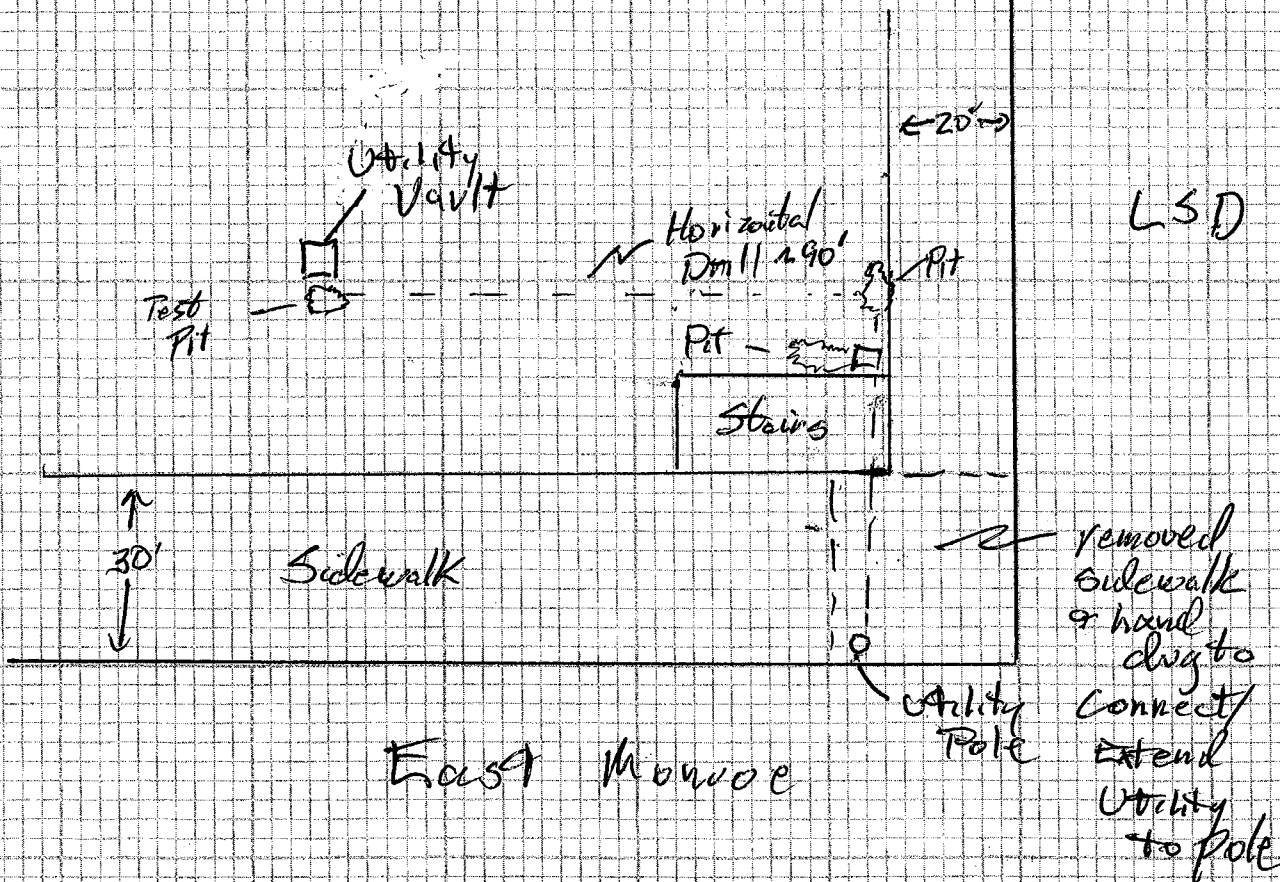 20'
Utility
Vault
LSD
Horizontal
Drill ~90'
Pit
Test
Pit
Pit
Stairs
30'
Sidewalk
removed
sidewalk
& hand
dug to
connect/
Extend
Utility
to pole
Utility
Pole
East Monroe